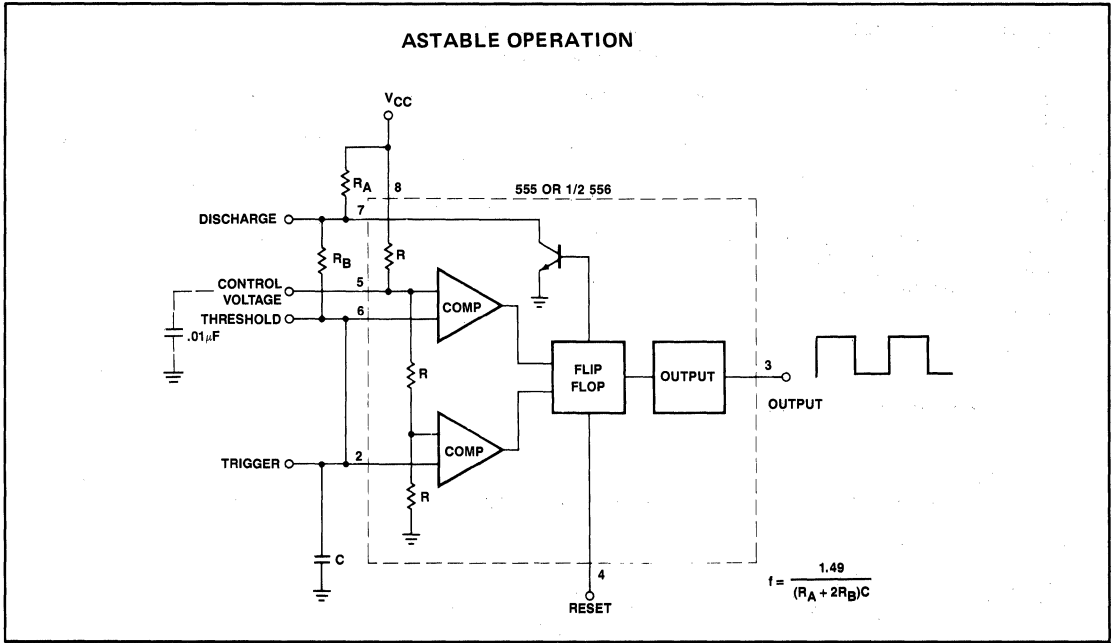 ASTABLE OPERATION
VCC
RA
8
555 OR 1/2 556
DISCHARGE
7
RB
R
CONTROL
VOLTAGE
5
COMP
THRESHOLD
6
.01μF
R
FLIP
FLOP
OUTPUT
3
OUTPUT
COMP
TRIGGER
2
R
C
4
RESET
f = 1.49
(RA + 2RB)C